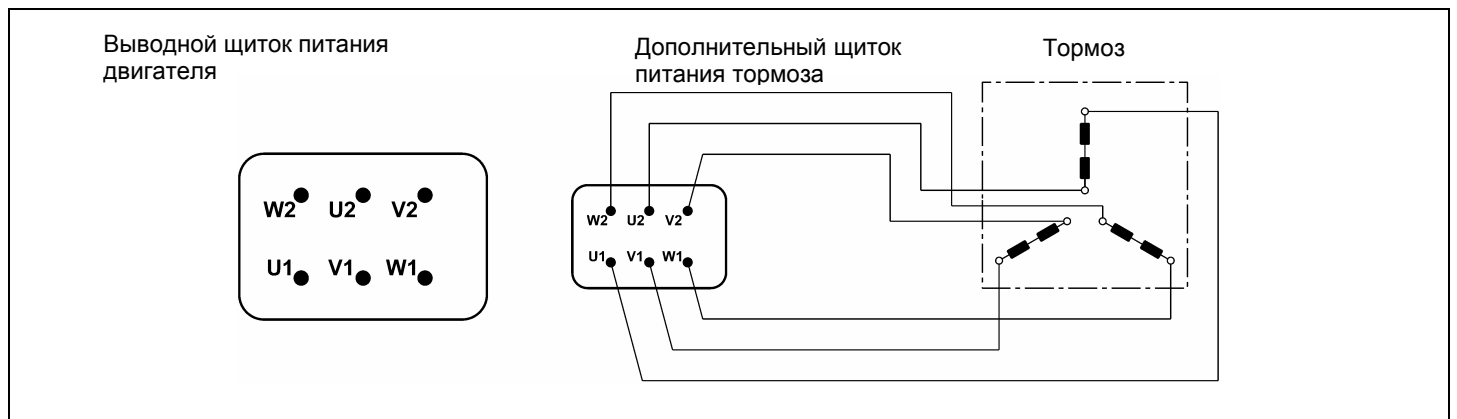 Выводной щиток питания
двигателя
Дополнительный щиток
питания тормоза
Тормоз
W2 U2 V2
U1 V1 W1
W2 U2 V2
U1 V1 W1